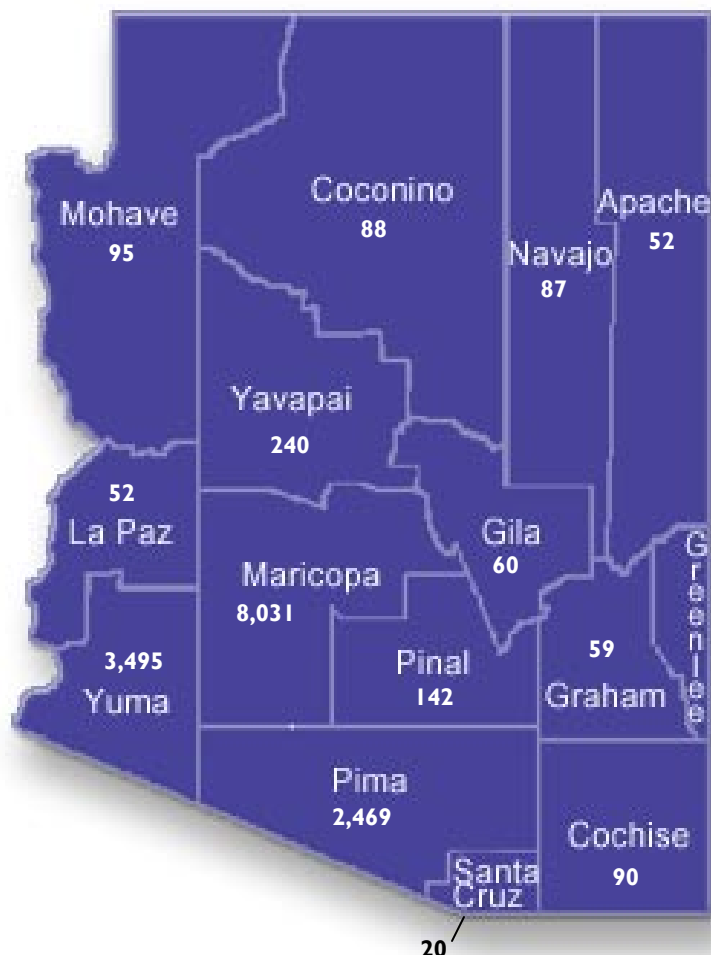 Coconino
88
Apache
52
Mohave
95
Navajo
87
Yavapai
240
52
La Paz
Gila
60
Maricopa
8,031
Greenlee
3,495
Yuma
Pinal
142
59
Graham
Pima
2,469
Cochise
90
Santa
Cruz
20